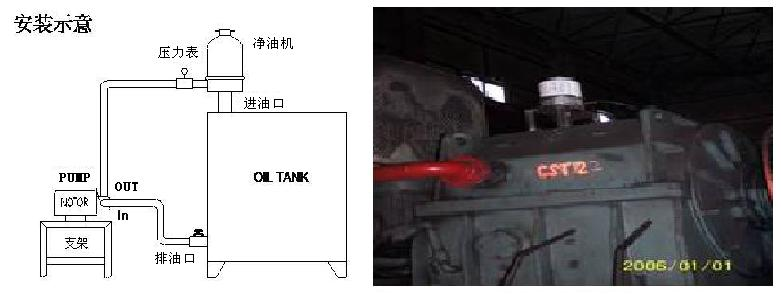 安装示意
净油机
压力表
进油口
PUMP
OUT
OIL TANK
MOTOR
In
支架
排油口
2006/01/01